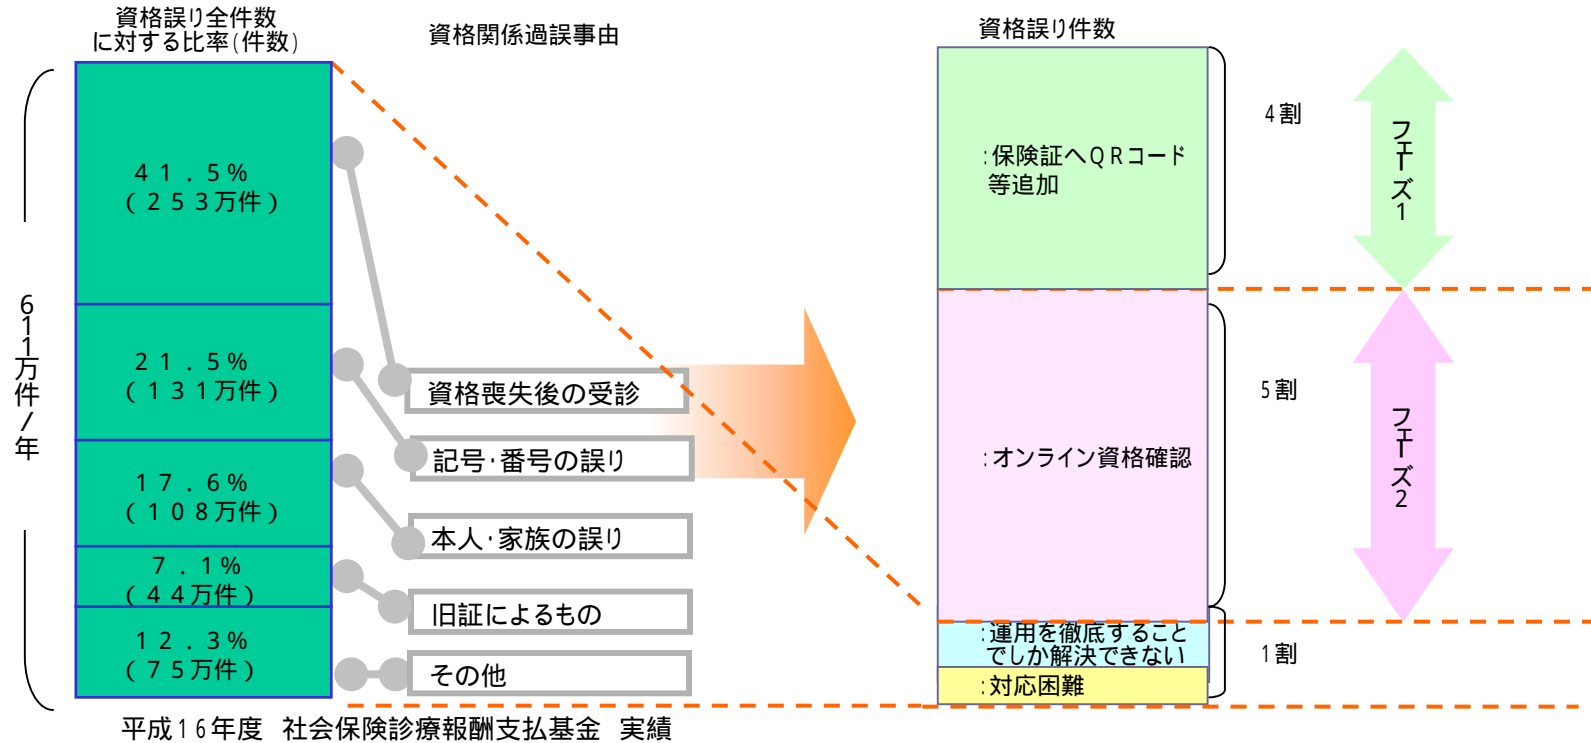 資格誤り全件数
に対する比率(件数)
資格関係過誤事由
資格誤り件数
611万件/年
41.5%
(253万件)
21.5%
(131万件)
17.6%
(108万件)
7.1%
(44万件)
12.3%
(75万件)
資格喪失後の受診
記号・番号の誤り
本人・家族の誤り
旧証によるもの
その他
:保険証へQRコード
等追加
:オンライン資格確認
:運用を徹底すること
でしか解決できない
:対応困難
4割
5割
1割
フェーズ1
フェーズ2
平成16年度 社会保険診療報酬支払基金 実績